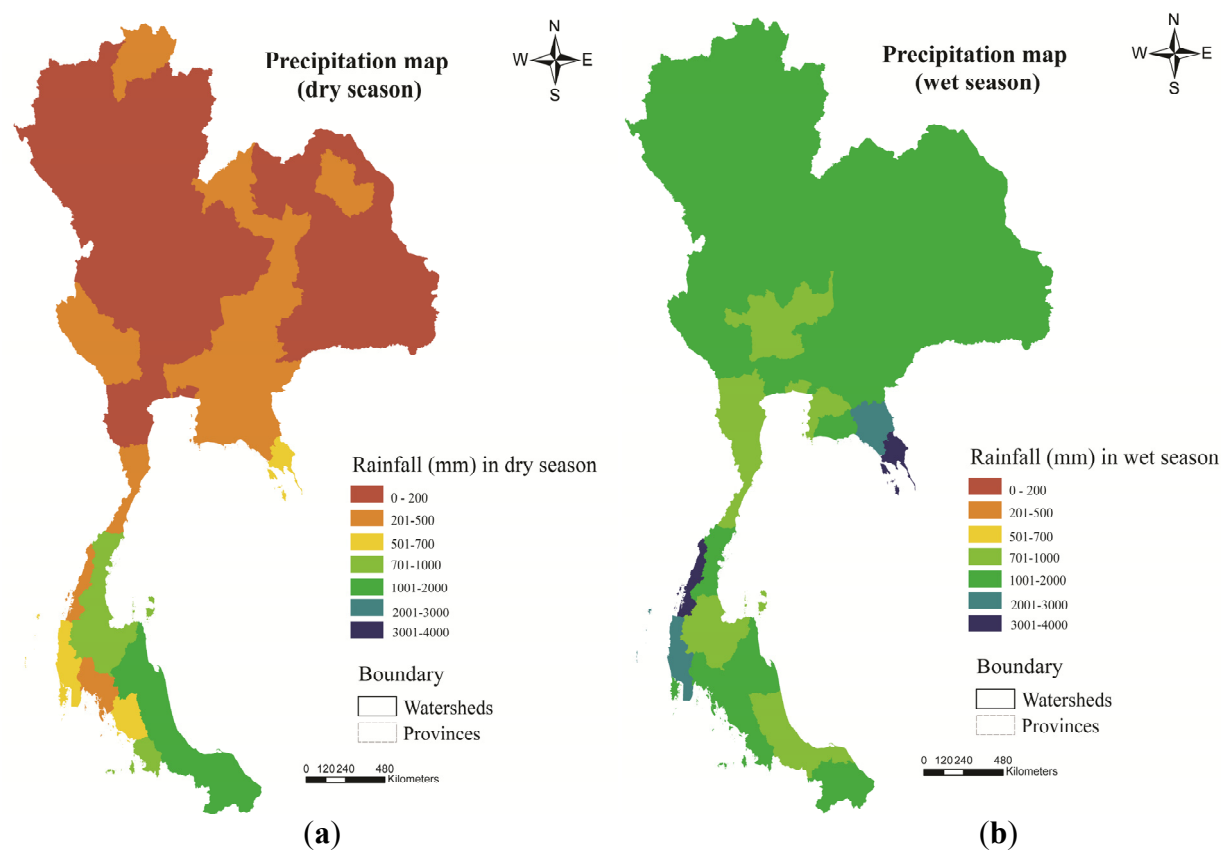 Precipitation map
(dry season)
N
W E
S
Rainfall (mm) in dry season
0 - 200
201-500
501-700
701-1000
1001-2000
2001-3000
3001-4000
Boundary
Watersheds
Provinces
0 120 240 480
Kilometers
(a)
Precipitation map
(wet season)
N
W E
S
Rainfall (mm) in wet season
0 - 200
201-500
501-700
701-1000
1001-2000
2001-3000
3001-4000
Boundary
Watersheds
Provinces
0 120 240 480
Kilometers
(b)